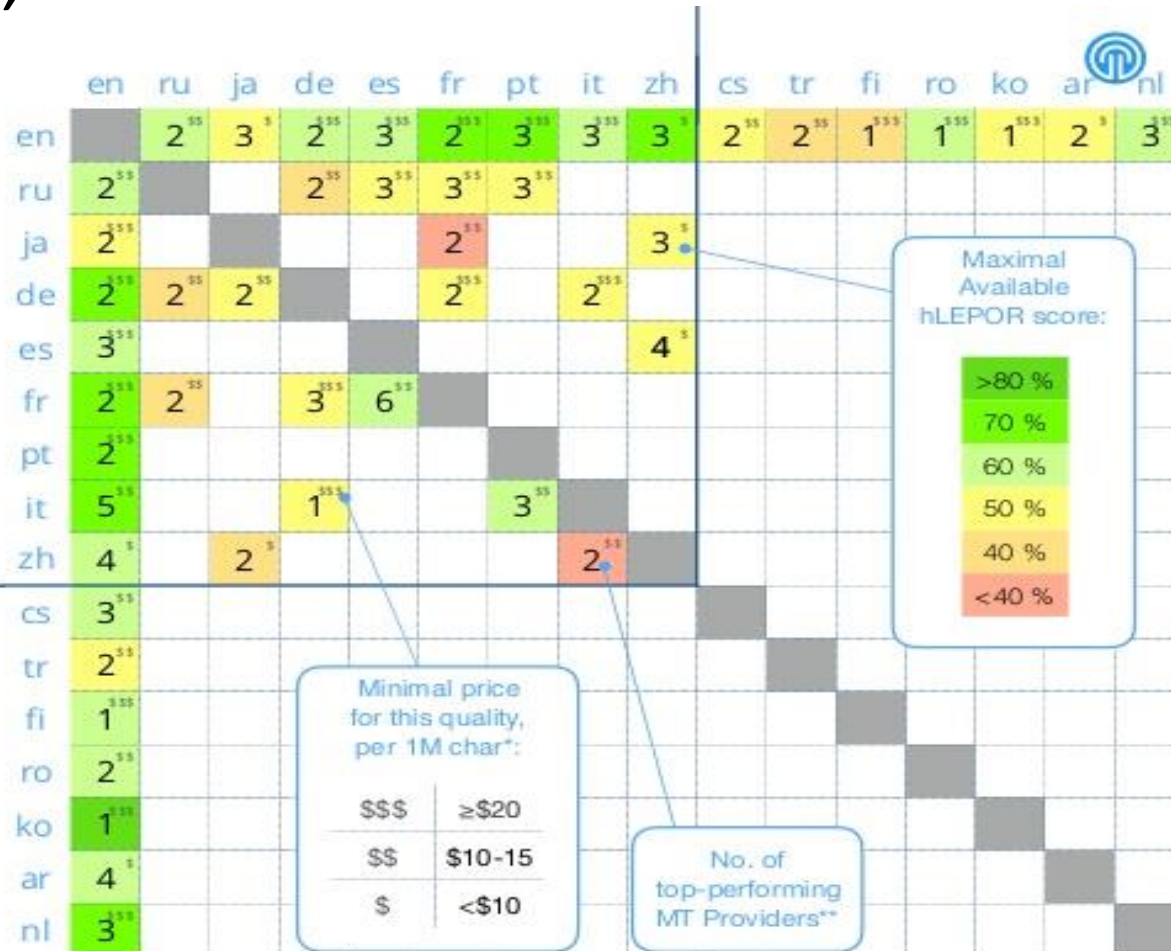 )
en ru ja de es fr pt it zh cs tr fi ro ko ar nl
en 2$$ 3$ 2$$$ 3$$$ 2$$$ 3$$$ 3$$$ 3$ 2$$ 2$$ 1$$$ 1$$$ 1$$$ 2$ 3$$
ru 2$$ 2$$ 3$$ 3$$ 3$$
ja 2$$$ 2$$ 3$
de 2$$$ 2$$ 2$$ 2$$$ 2$$$
es 3$$$ 4$
fr 2$$$ 2$$ 3$$$ 6$$
pt 2$$$
it 5$$ 1$$$ 3$$
zh 4$ 2$ 2$$
cs 3$$
tr 2$$
fi 1$$$
ro 2$$
ko 1$$$
ar 4$
nl 3$$$
Maximal
Available
hLEPOR score:
>80 %
70 %
60 %
50 %
40 %
<40 %
Minimal price
for this quality,
per 1M char*:
$$$ ≥$20
$$ $10-15
$ <$10
No. of
top-performing
MT Providers**